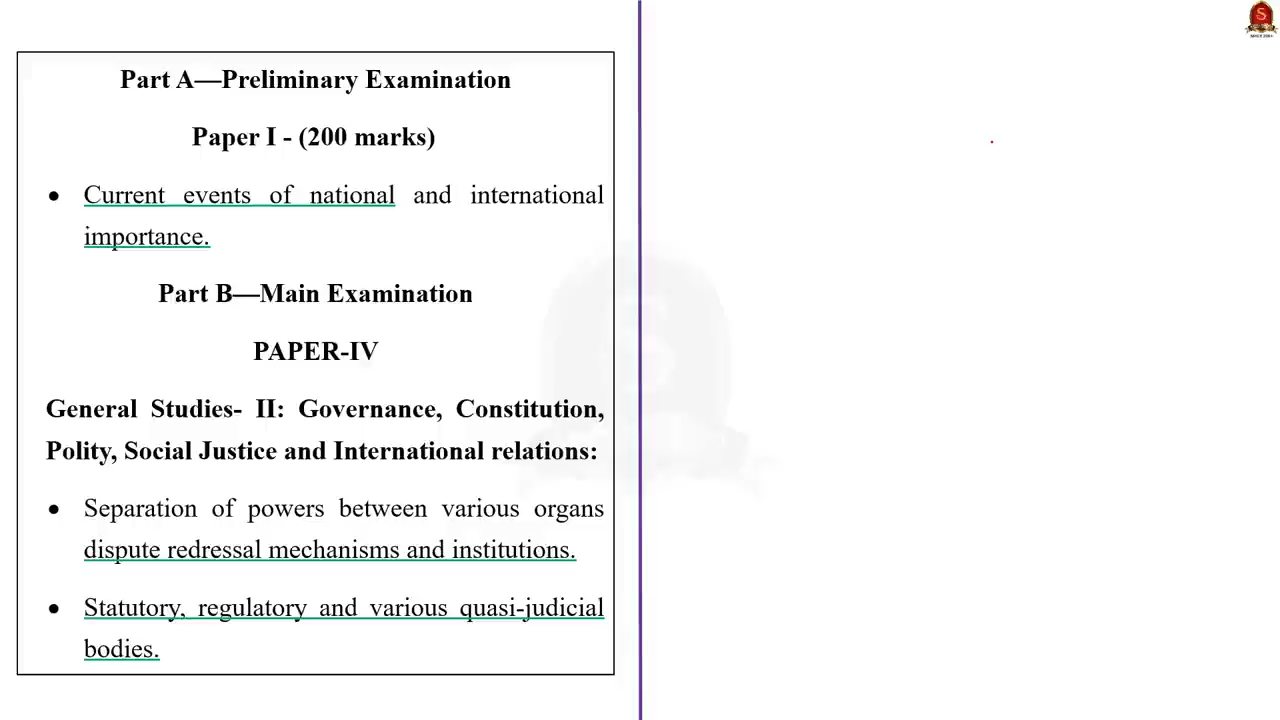 Part A—Preliminary Examination
Paper I - (200 marks)
• Current events of national and international
importance.
Part B—Main Examination
PAPER-IV
General Studies- II: Governance, Constitution,
Polity, Social Justice and International relations:
• Separation of powers between various organs
dispute redressal mechanisms and institutions.
• Statutory, regulatory and various quasi-judicial
bodies.
S